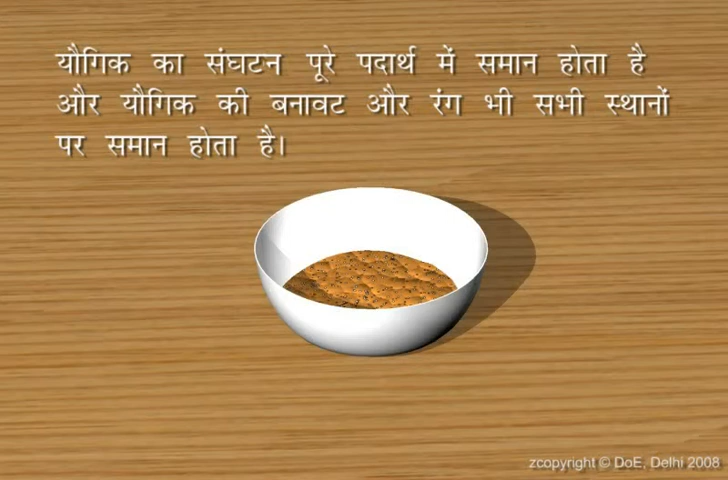 यौगिक का संघटन पूरे पदार्थ में समान होता है
और यौगिक की बनावट और रंग भी सभी स्थानों
पर समान होता है।
zcopyright © DoE, Delhi 2008